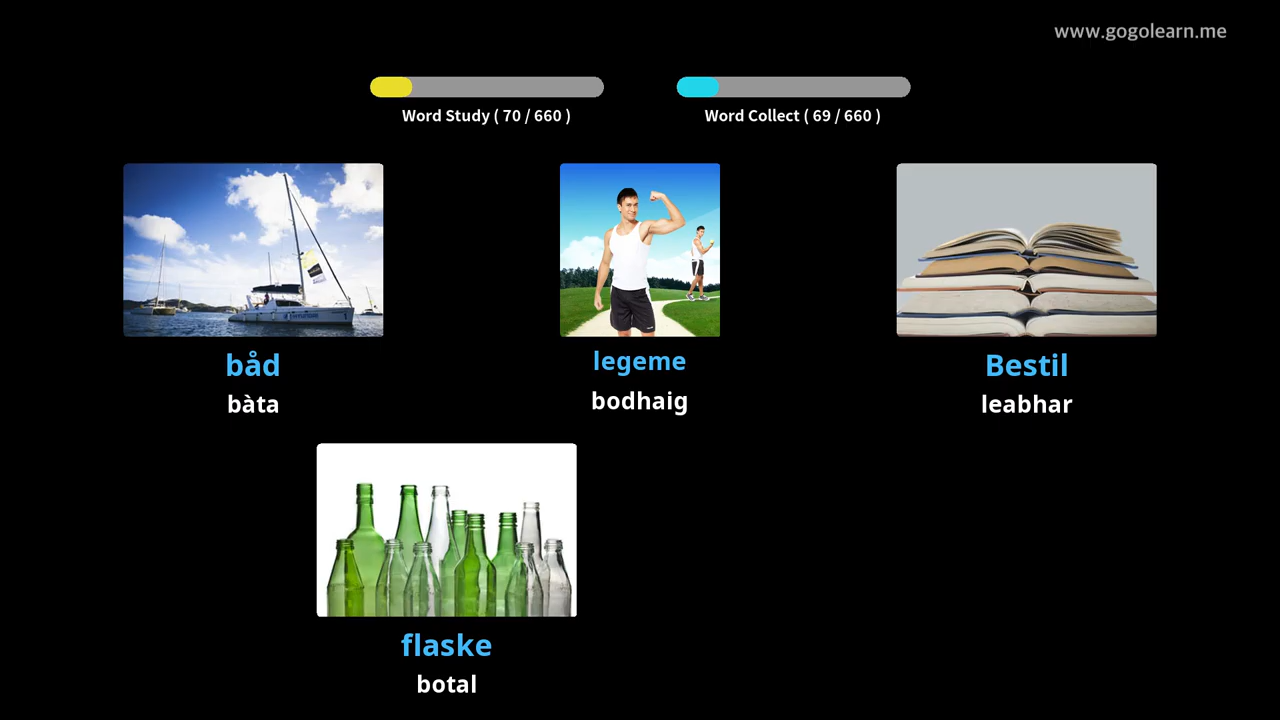 www.gogolearn.me
Word Study ( 70 / 660 )
Word Collect ( 69 / 660 )
båd
bàta
legeme
bodhaig
Bestil
leabhar
flaske
botal